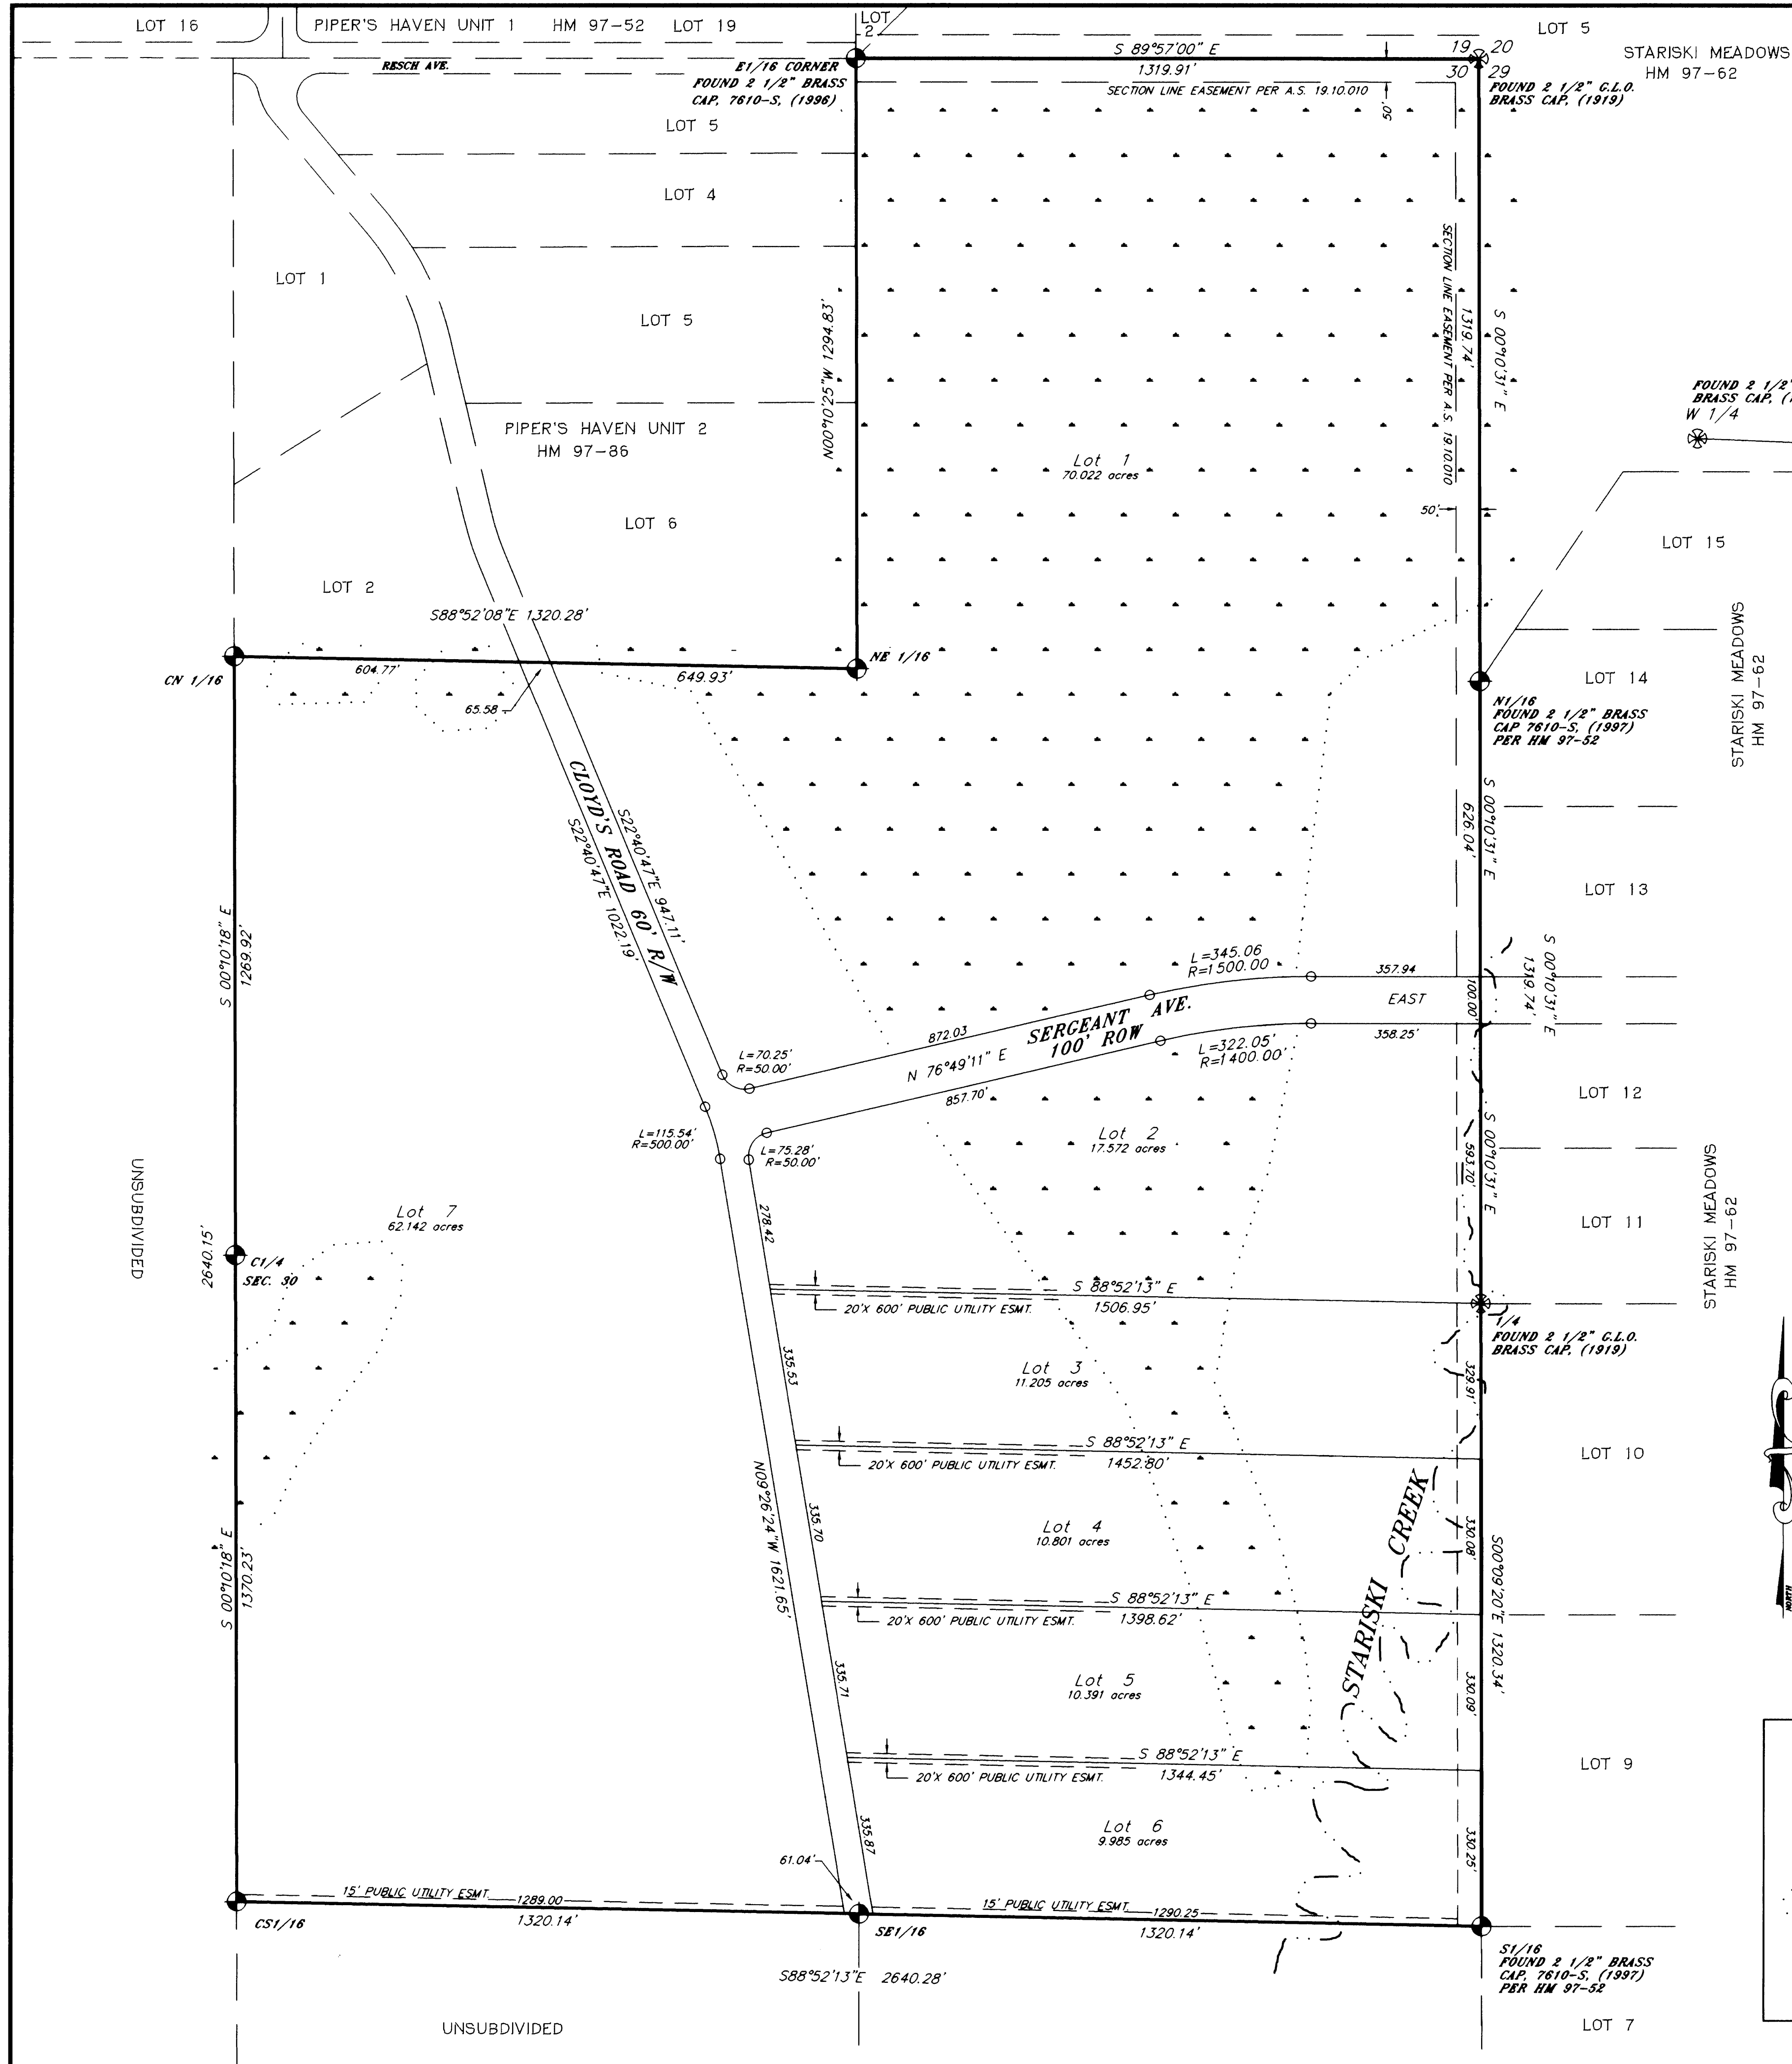 LOT 16
PIPER'S HAVEN UNIT 1 HM 97-52 LOT 19
LOT 2
LOT 5
S 89°57'00" E
1319.91'
19 20
30 29
STARISKI MEADOWS
HM 97-62
RESCH AVE.
E1/16 CORNER
FOUND 2 1/2" BRASS
CAP, 7610-S, (1996)
SECTION LINE EASEMENT PER A.S. 19.10.010
50'
FOUND 2 1/2" G.L.O.
BRASS CAP, (1919)
LOT 5
LOT 4
LOT 1
LOT 5
N00°10'25"W 1294.83'
SECTION LINE EASEMENT PER A.S. 19.10.010
1319.74'
S 00°10'31" E
FOUND 2 1/2"
BRASS CAP, (1
W 1/4
PIPER'S HAVEN UNIT 2
HM 97-86
Lot 1
70.022 acres
50'
LOT 6
LOT 15
LOT 2
S88°52'08"E 1320.28'
CN 1/16
604.77'
65.58
649.93'
NE 1/16
LOT 14
STARISKI MEADOWS
HM 97-62
N1/16
FOUND 2 1/2" BRASS
CAP 7610-S, (1997)
PER HM 97-52
CLOYD'S ROAD 60' R/W
S22°40'47"E 947.11'
S22°40'47"E 1022.19'
S 00°10'31" E
626.04'
LOT 13
S 00°10'18" E
1269.92'
L=345.06
R=1500.00
357.94
EAST
100.00'
S 00°10'31" E
1319.74'
872.03
SERGEANT AVE.
100' ROW
N 76°49'11" E
L=322.05'
R=1400.00'
358.25'
L=70.25'
R=50.00'
857.70'
LOT 12
L=115.54'
R=500.00'
L=75.28'
R=50.00'
Lot 2
17.572 acres
S 00°10'31" E
593.70'
UNSUBDIVIDED
Lot 7
62.142 acres
278.42
LOT 11
STARISKI MEADOWS
HM 97-62
2640.15'
C1/4
SEC. 30
S 88°52'13" E
20'X 600' PUBLIC UTILITY ESMT.
1506.95'
1/4
FOUND 2 1/2" G.L.O.
BRASS CAP, (1919)
335.53
Lot 3
11.205 acres
329.91'
S 88°52'13" E
20'X 600' PUBLIC UTILITY ESMT.
1452.80'
LOT 10
N09°26'24"W 1621.65'
335.70
Lot 4
10.801 acres
STARISKI CREEK
330.08'
S00°09'20"E 1320.34'
S 00°10'18" E
1370.23'
S 88°52'13" E
20'X 600' PUBLIC UTILITY ESMT.
1398.62'
NORTH
335.71
Lot 5
10.391 acres
330.09'
S 88°52'13" E
20'X 600' PUBLIC UTILITY ESMT.
1344.45'
LOT 9
335.87
Lot 6
9.985 acres
330.25'
61.04'
15' PUBLIC UTILITY ESMT.
1289.00
1320.14'
CS1/16
15' PUBLIC UTILITY ESMT.
1290.25
1320.14'
SE1/16
S1/16
FOUND 2 1/2" BRASS
CAP, 7610-S, (1997)
PER HM 97-52
S88°52'13"E 2640.28'
UNSUBDIVIDED
LOT 7